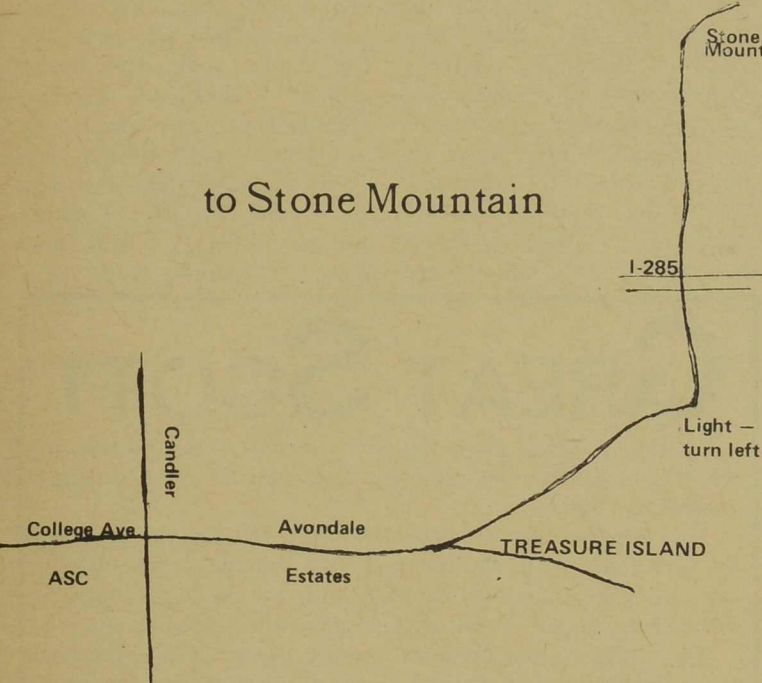 Stone
Mount
to Stone Mountain
I-285
Light —
turn left
Candler
College Ave.
Avondale
TREASURE ISLAND
ASC
Estates